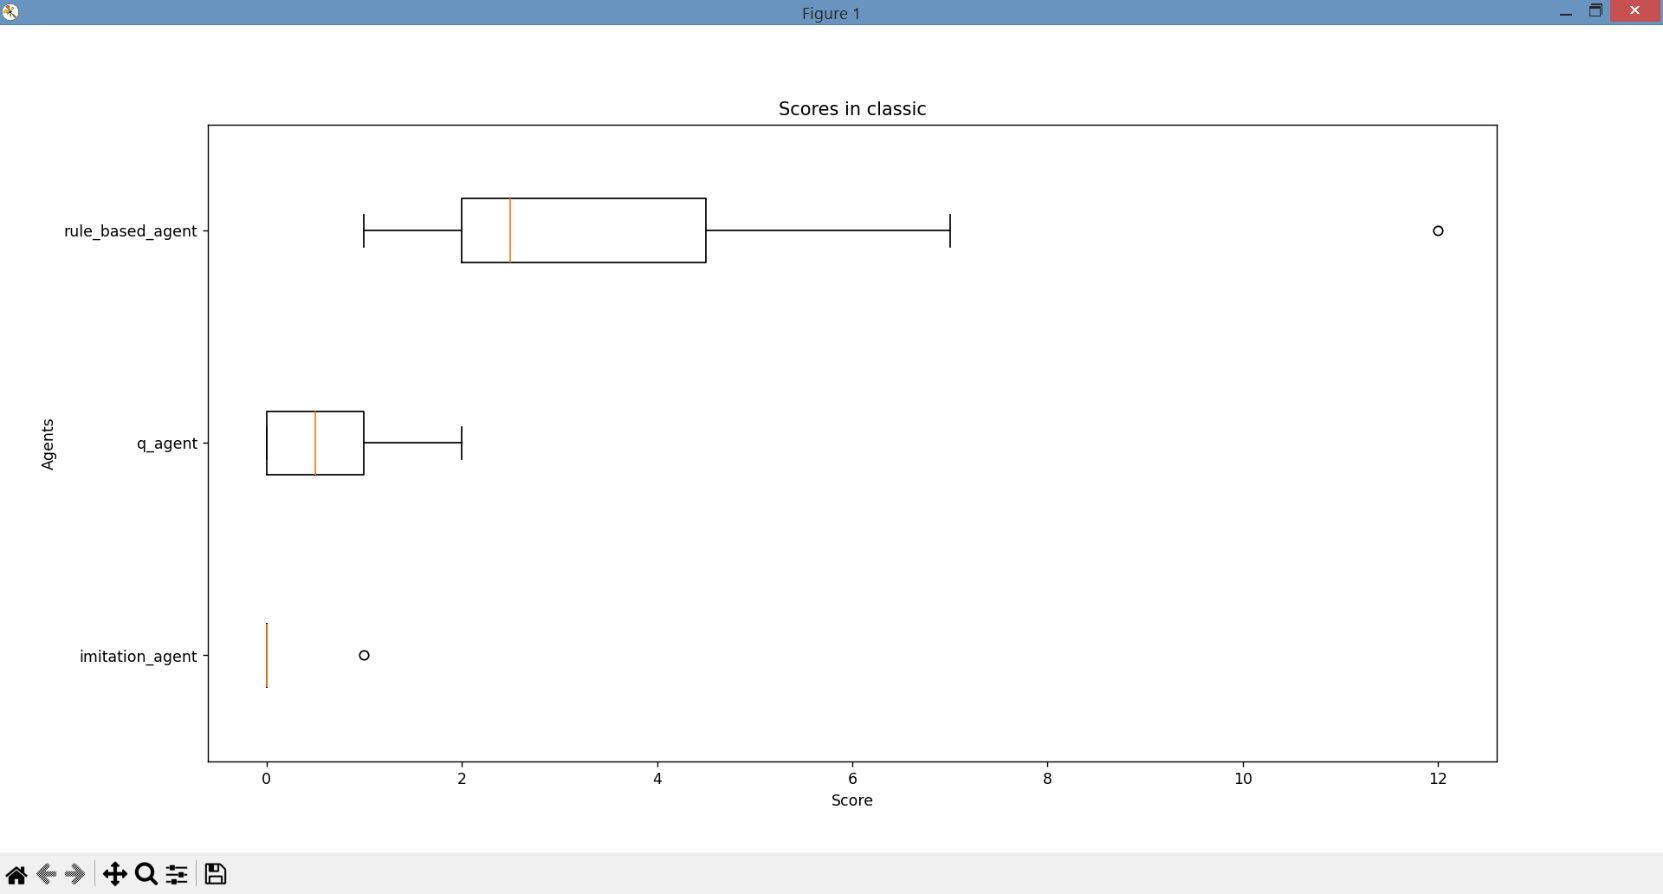 Figure 1
Scores in classic
rule_based_agent
q_agent
imitation_agent
Agents
0 2 4 6 8 10 12
Score